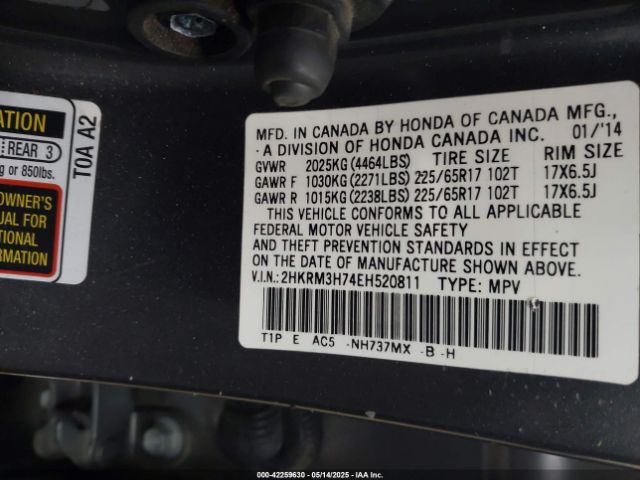 ATION
REAR 3
g or 850lbs.
OWNER'S
UAL FOR
TIONAL
FORMATION
TOA A2
MFD. IN CANADA BY HONDA OF CANADA MFG.,
A DIVISION OF HONDA CANADA INC. 01/'14
GVWR 2025KG (4464LBS) TIRE SIZE RIM SIZE
GAWR F 1030KG (2271LBS) 225/65R17 102T 17X6.5J
GAWR R 1015KG (2238LBS) 225/65R17 102T 17X6.5J
THIS VEHICLE CONFORMS TO ALL APPLICABLE
FEDERAL MOTOR VEHICLE SAFETY
AND THEFT PREVENTION STANDARDS IN EFFECT
ON THE DATE OF MANUFACTURE SHOWN ABOVE.
V.I.N.: 2HKRM3H74EH520811 TYPE: MPV
T1P E AC5 -NH737MX -B -H
000-42259630 - 05/14/2025 - IAA Inc.